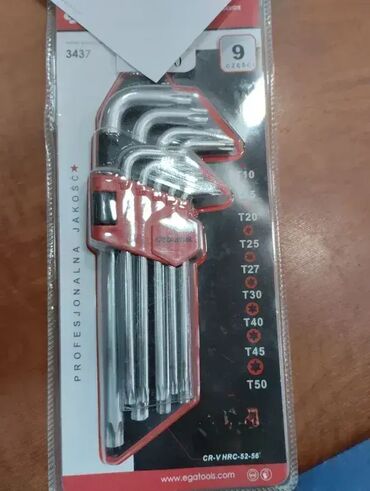 3437
9
CZĘŚCI
PROFESJONALNA JAKOŚĆ
T10
T20
T25
T27
T30
T40
T45
T50
CR-V HRC-52-56
www.egatools.com